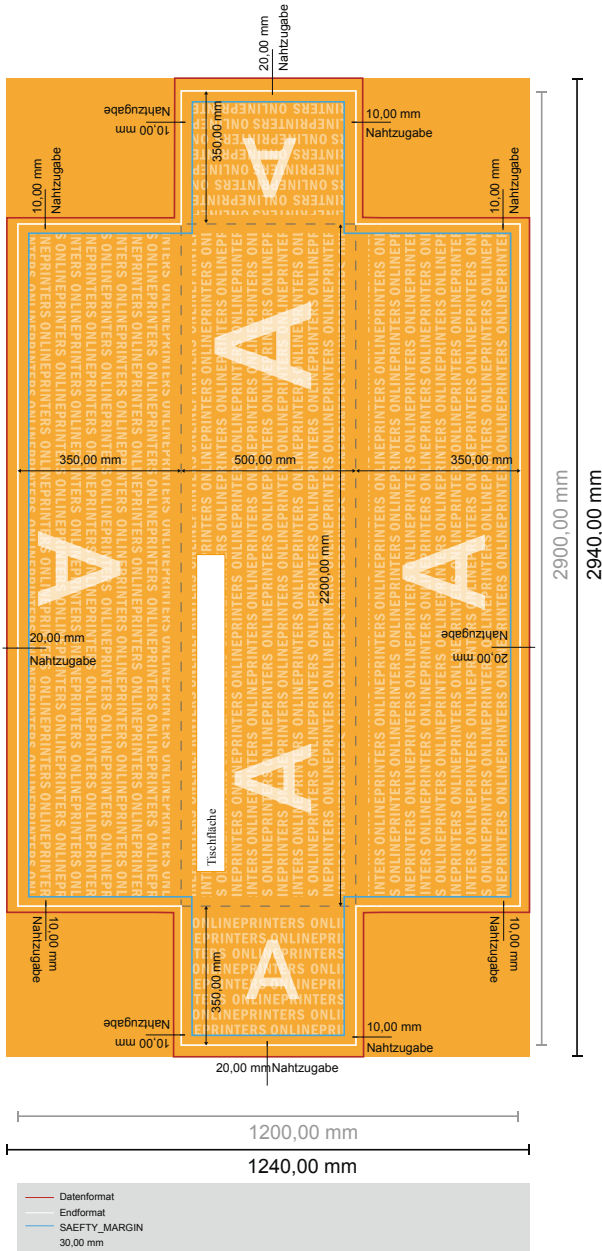 20,00 mm
Nahtzugabe
Nahtzugabe
10,00 mm
350,00 mm
10,00 mm
Nahtzugabe
10,00 mm
Nahtzugabe
10,00 mm
Nahtzugabe
A
A
350,00 mm
500,00 mm
350,00 mm
A
A
2200,00 mm
20,00 mm
Nahtzugabe
Nahtzugabe
20,00 mm
A
Tischfläche
ONLINEPRINTERS ONLINEPRINTERS ONLINEPRINTERS
2900,00 mm
2940,00 mm
10,00 mm
Nahtzugabe
10,00 mm
Nahtzugabe
350,00 mm
A
Nahtzugabe
10,00 mm
10,00 mm
Nahtzugabe
20,00 mmNahtzugabe
1200,00 mm
1240,00 mm
Datenformat
Endformat
SAEFTY_MARGIN
30,00 mm